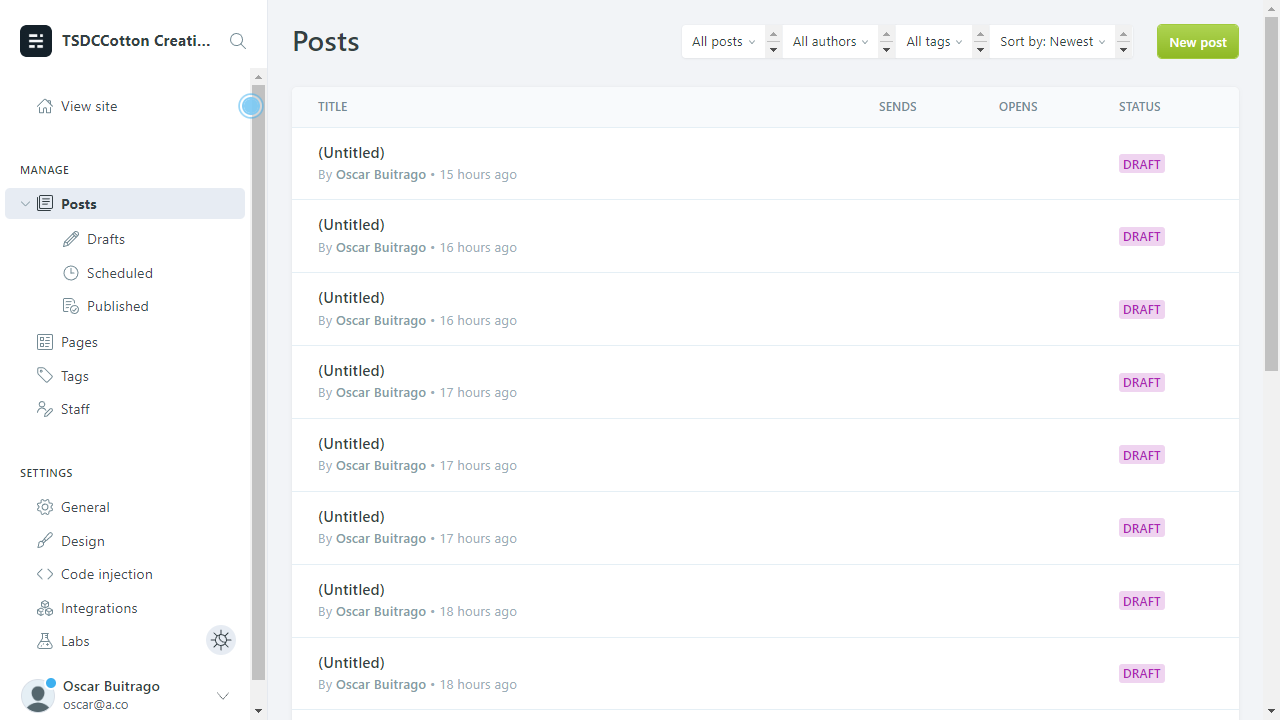 TSDCCotton Creati...
View site
MANAGE
Posts
Drafts
Scheduled
Published
Pages
Tags
Staff
SETTINGS
General
Design
Code injection
Integrations
Labs
Oscar Buitrago
oscar@a.co
Posts
All posts
All authors
All tags
Sort by: Newest
New post
TITLE SENDS OPENS STATUS
(Untitled)
By Oscar Buitrago • 15 hours ago
DRAFT
(Untitled)
By Oscar Buitrago • 16 hours ago
DRAFT
(Untitled)
By Oscar Buitrago • 16 hours ago
DRAFT
(Untitled)
By Oscar Buitrago • 17 hours ago
DRAFT
(Untitled)
By Oscar Buitrago • 17 hours ago
DRAFT
(Untitled)
By Oscar Buitrago • 17 hours ago
DRAFT
(Untitled)
By Oscar Buitrago • 18 hours ago
DRAFT
(Untitled)
By Oscar Buitrago • 18 hours ago
DRAFT